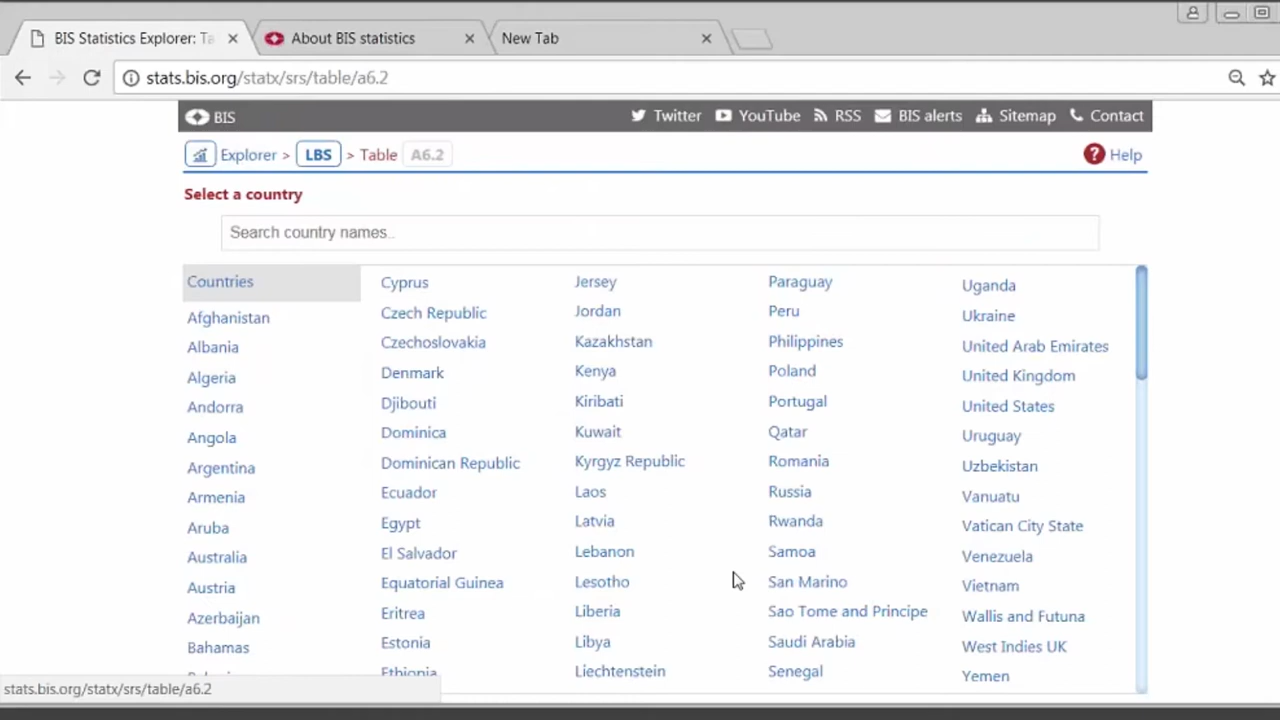 BIS Statistics Explorer: Ta
About BIS statistics
New Tab
stats.bis.org/statx/srs/table/a6.2
BIS
Twitter
YouTube
RSS
BIS alerts
Sitemap
Contact
Explorer > LBS > Table A6.2
? Help
Select a country
Search country names..
Countries
Afghanistan
Albania
Algeria
Andorra
Angola
Argentina
Armenia
Aruba
Australia
Austria
Azerbaijan
Bahamas
Cyprus
Czech Republic
Czechoslovakia
Denmark
Djibouti
Dominica
Dominican Republic
Ecuador
Egypt
El Salvador
Equatorial Guinea
Eritrea
Estonia
Ethiopia
Jersey
Jordan
Kazakhstan
Kenya
Kiribati
Kuwait
Kyrgyz Republic
Laos
Latvia
Lebanon
Lesotho
Liberia
Libya
Liechtenstein
Paraguay
Peru
Philippines
Poland
Portugal
Qatar
Romania
Russia
Rwanda
Samoa
San Marino
Sao Tome and Principe
Saudi Arabia
Senegal
Uganda
Ukraine
United Arab Emirates
United Kingdom
United States
Uruguay
Uzbekistan
Vanuatu
Vatican City State
Venezuela
Vietnam
Wallis and Futuna
West Indies UK
Yemen
stats.bis.org/statx/srs/table/a6.2